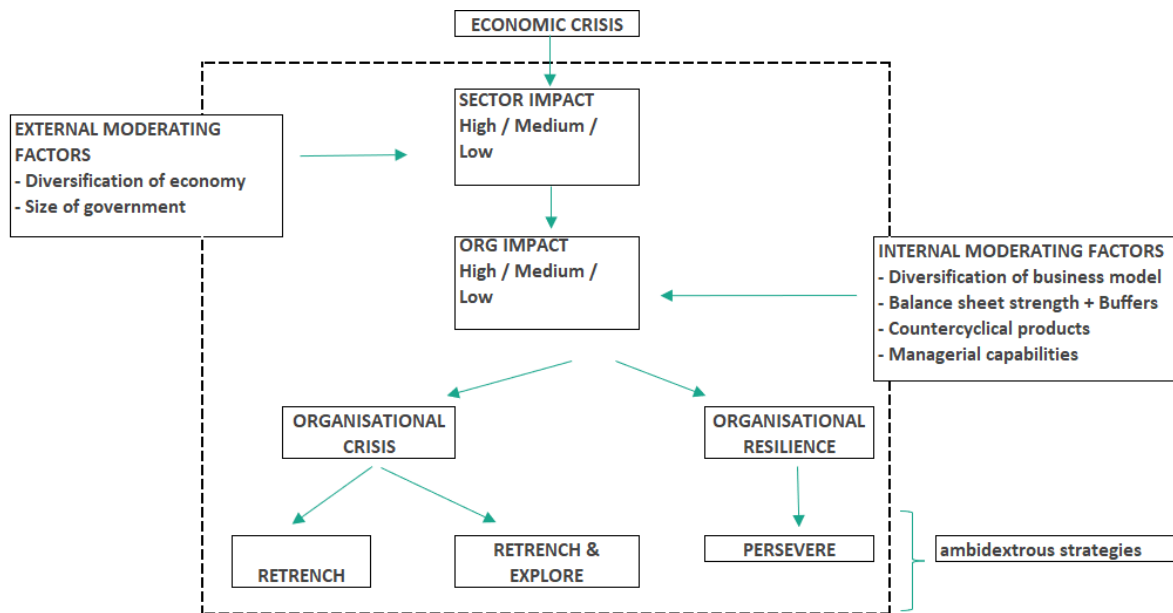 ECONOMIC CRISIS
SECTOR IMPACT
High / Medium /
Low
EXTERNAL MODERATING
FACTORS
- Diversification of economy
- Size of government
ORG IMPACT
High / Medium /
Low
INTERNAL MODERATING FACTORS
- Diversification of business model
- Balance sheet strength + Buffers
- Countercyclical products
- Managerial capabilities
ORGANISATIONAL
CRISIS
ORGANISATIONAL
RESILIENCE
RETRENCH
RETRENCH &
EXPLORE
PERSEVERE
ambidextrous strategies